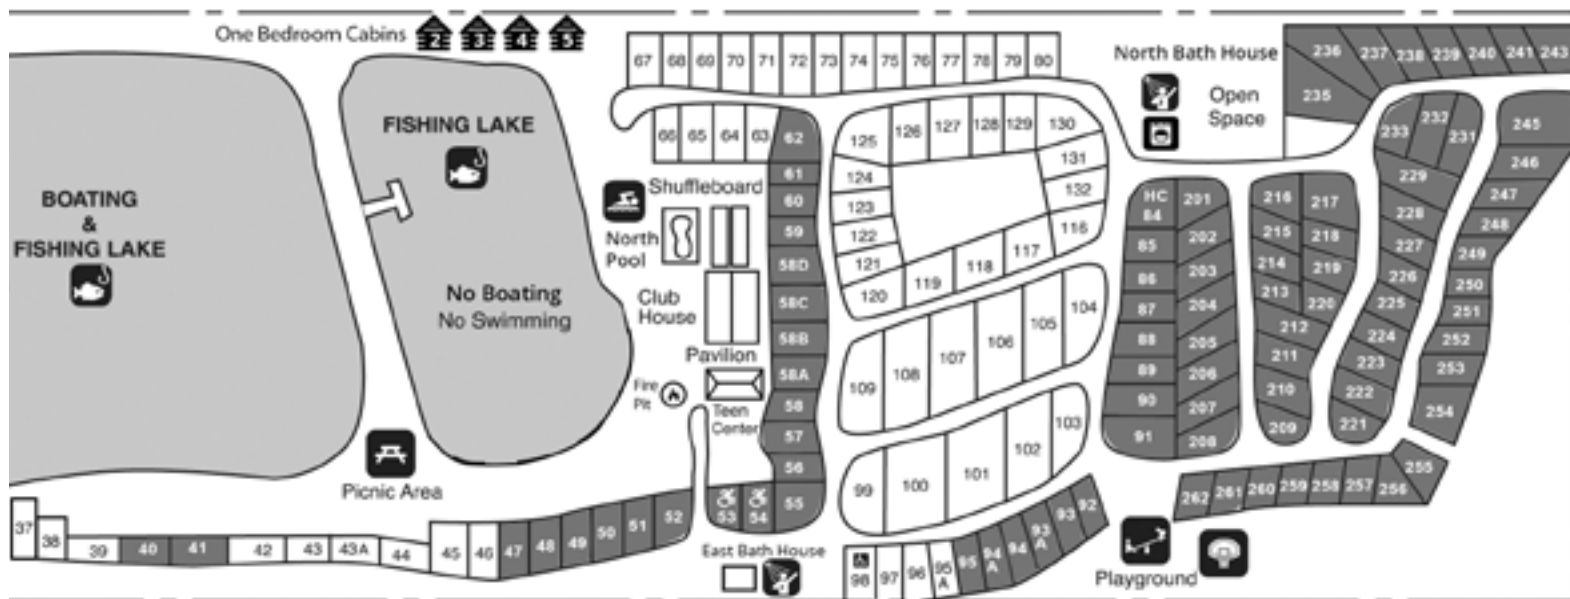 One Bedroom Cabins 2 3 4 5
67 68 69 70 71 72 73 74 75 76 77 78 79 80
North Bath House
Open
Space
236 237 238 239 240 241 243
235
FISHING LAKE
66 65 64 63 62
125 126 127 128 129 130
131
132
116
117
118
119
120
121
122
123
124
233 232 231
245
246
247
248
249
250
251
252
253
254
BOATING
&
FISHING LAKE
Shuffleboard
North
Pool
61
60
59
58D
58C
58B
58A
58
57
56
55
HC
84
85
86
87
88
89
90
91
201
202
203
204
205
206
207
208
216 217
215 218
214 219
213 220
212
211
210
209
229
228
227
226
225
224
223
222
221
No Boating
No Swimming
Club
House
Pavilion
Fire
Pit
Teen
Center
109 108 107 106 105 104
99 100 101 102 103
Picnic Area
37 38 39 40 41 42 43 43A 44 45 46 47 48 49 50 51 52
53 54
East Bath House
98 97 96 95
A
95 94
A
94 93
A
93 92
262 261 260 259 258 257 256 255
Playground